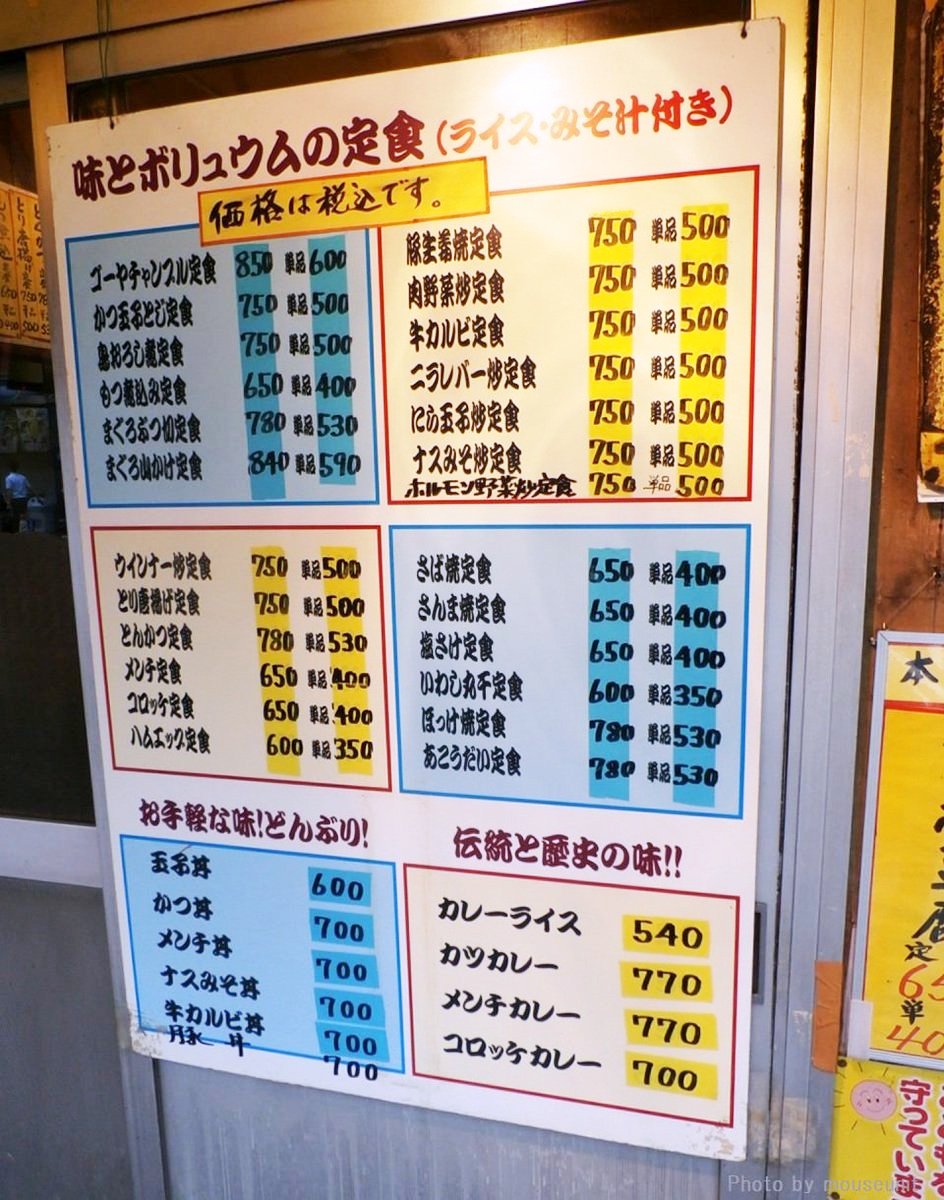 味とボリュウムの定食(ライス・みそ汁付き)
価格は税込です。
ゴーヤチャンプル定食 850 単品 600
かつ玉子とじ定食 750 単品 500
鳥おろし煮定食 750 単品 500
もつ煮込み定食 650 単品 400
まぐろぶつ切定食 780 単品 530
まぐろ山かけ定食 840 単品 590
豚生姜焼定食 750 単品 500
肉野菜炒定食 750 単品 500
牛カルビ定食 750 単品 500
ニラレバー炒定食 750 単品 500
にら玉子炒定食 750 単品 500
ナスみそ炒定食 750 単品 500
ホルモン野菜炒定食 750 単品 500
ウインナー炒定食 750 単品 500
とり唐揚げ定食 750 単品 500
とんかつ定食 780 単品 530
メンチ定食 650 単品 400
コロッケ定食 650 単品 400
ハムエッグ定食 600 単品 350
さば焼定食 650 単品 400
さんま焼定食 650 単品 400
塩さけ定食 650 単品 400
いわし丸干定食 600 単品 350
ほっけ焼定食 780 単品 530
あこうだい定食 780 単品 530
お手軽な味!どんぶり!
玉子丼 600
かつ丼 700
メンチ丼 700
ナスみそ丼 700
牛カルビ丼 700
豚丼 700
伝統と歴史の味!!
カレーライス 540
カツカレー 770
メンチカレー 770
コロッケカレー 700
本
定
単
守ってい
Photo by mouseunit